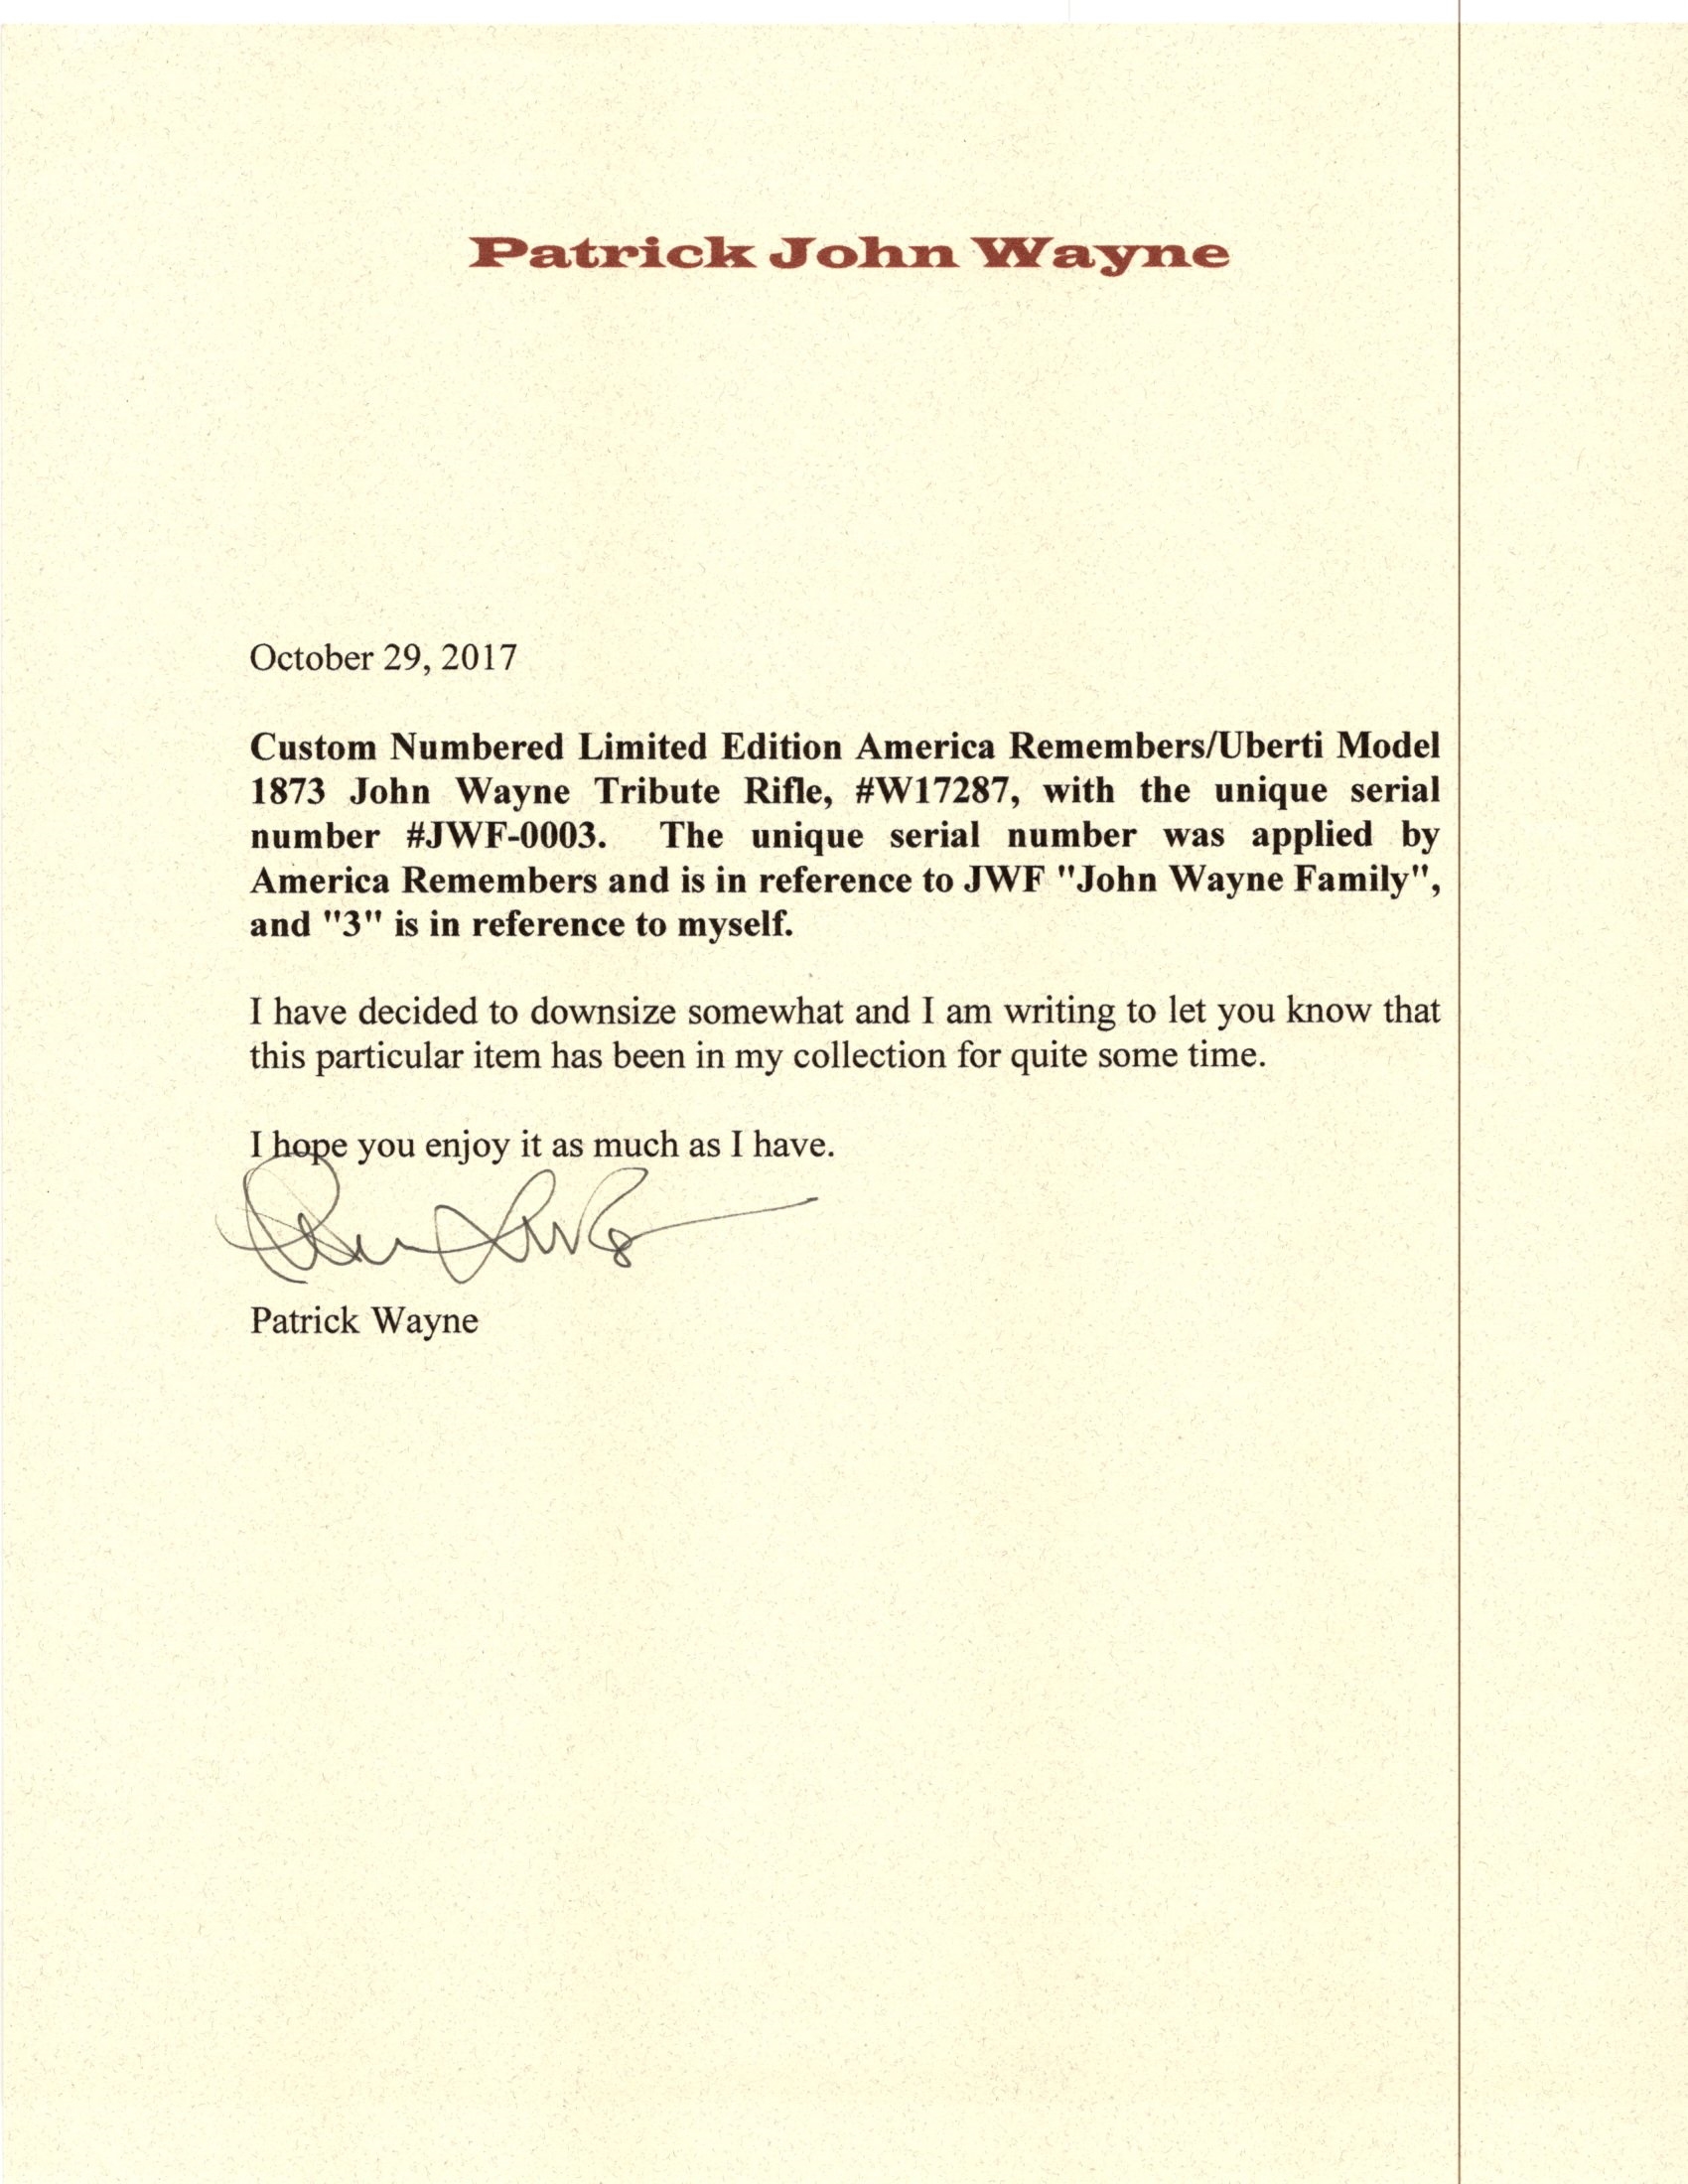 Patrick John Wayne
October 29, 2017
Custom Numbered Limited Edition America Remembers/Uberti Model
1873 John Wayne Tribute Rifle, #W17287, with the unique serial
number #JWF-0003. The unique serial number was applied by
America Remembers and is in reference to JWF "John Wayne Family",
and "3" is in reference to myself.
I have decided to downsize somewhat and I am writing to let you know that
this particular item has been in my collection for quite some time.
I hope you enjoy it as much as I have.
Patrick Wayne